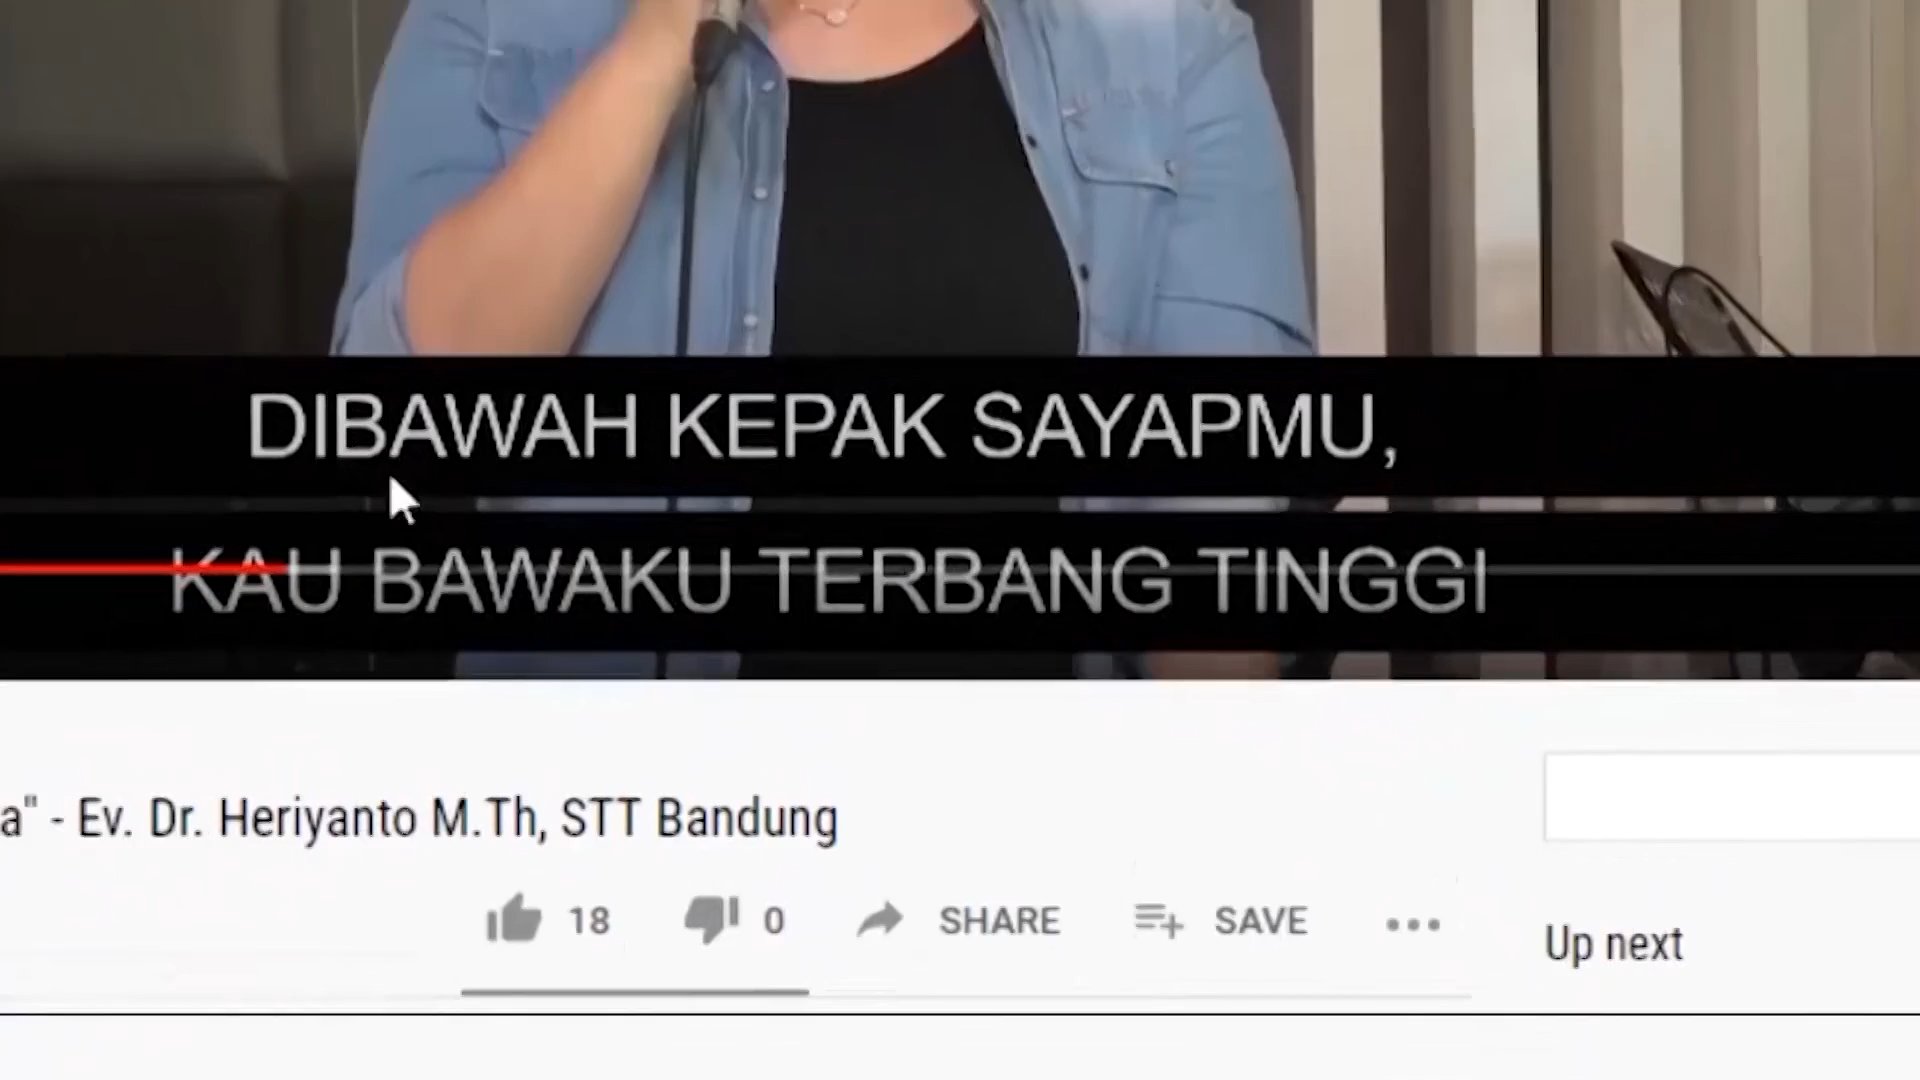 DIBAWAH KEPAK SAYAPMU,
KAU BAWAKU TERBANG TINGGI
a" - Ev. Dr. Heriyanto M.Th, STT Bandung
18 0 SHARE SAVE
Up next